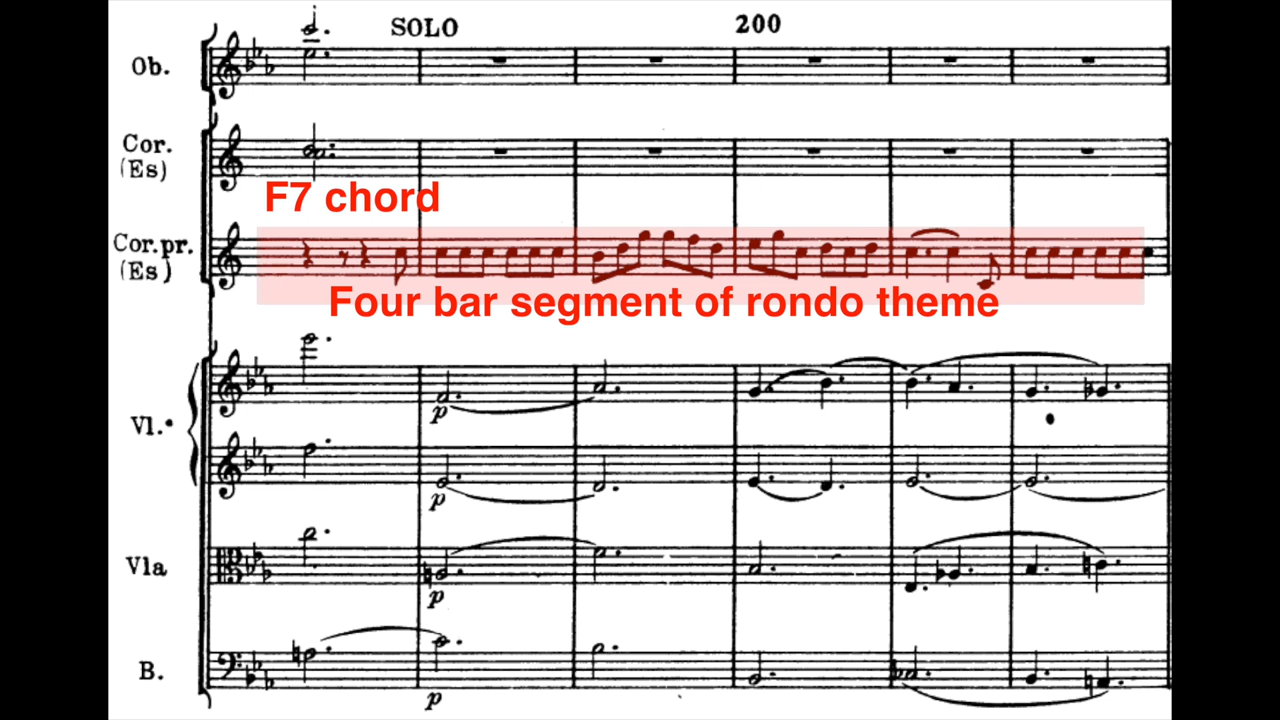 SOLO
200
Ob.
Cor.
(Es)
F7 chord
Cor.pr.
(Es)
Four bar segment of rondo theme
Vl.
p
p
Vla
p
B.
p